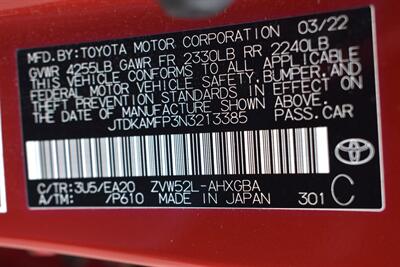 MFD.BY: TOYOTA MOTOR CORPORATION 03/22
GVWR 4255LB GAWR FR 2330LB RR 2240LB
THIS VEHICLE CONFORMS TO ALL APPLICABLE
FEDERAL MOTOR VEHICLE SAFETY, BUMPER, AND
THEFT PREVENTION STANDARDS IN EFFECT ON
THE DATE OF MANUFACTURE SHOWN ABOVE.
JTDKAMFP3N3213385 PASS.CAR
TOYOTA
C/TR:3U5/EA20 ZVW52L-AHXGBA C
A/TM: /P610 MADE IN JAPAN 301